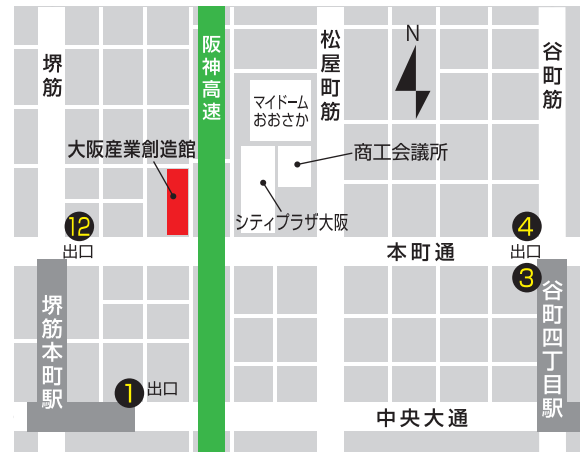 堺筋
阪神高速
松屋町筋
N
谷町筋
マイドーム
おおさか
大阪産業創造館
商工会議所
シティプラザ大阪
12
出口
本町通
4
出口
3
堺筋本町駅
谷町四丁目駅
1
出口
中央大通